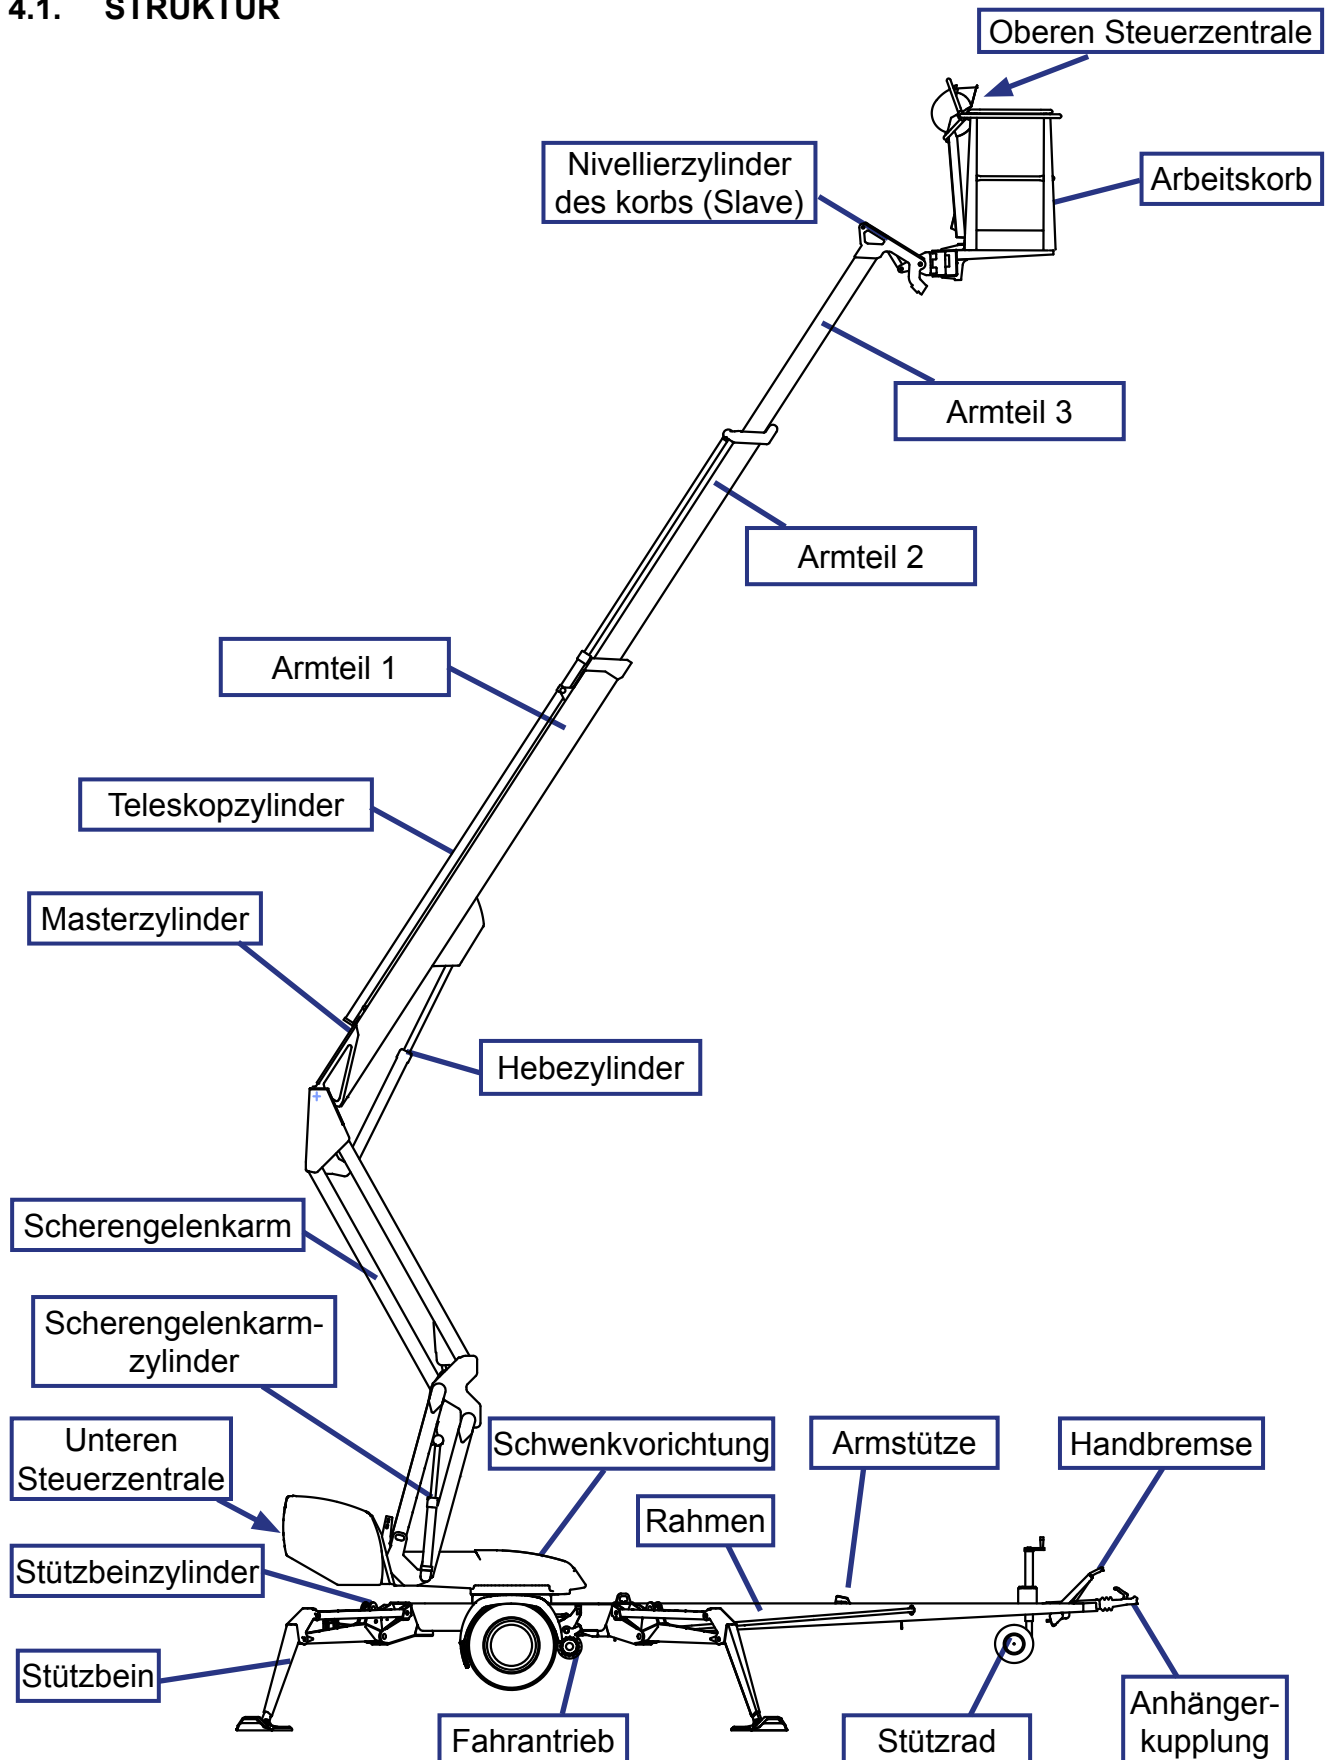 4.1. STRUKTUR
Oberen Steuerzentrale
Nivellierzylinder
des korbs (Slave)
Arbeitskorb
Armteil 3
Armteil 2
Armteil 1
Teleskopzylinder
Masterzylinder
Hebezylinder
Scherengelenkarm
Scherengelenkarm-
zylinder
Unteren
Steuerzentrale
Schwenkvorichtung
Armstütze
Handbremse
Rahmen
Stützbeinzylinder
Stützbein
Fahrantrieb
Stützrad
Anhänger-
kupplung